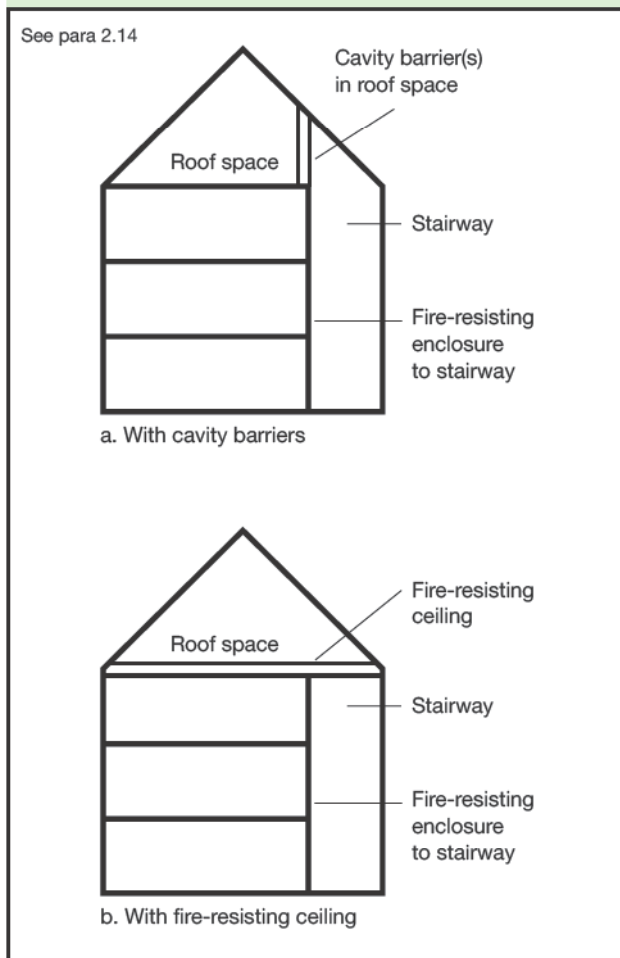 See para 2.14
Cavity barrier(s)
in roof space
Roof space
Stairway
Fire-resisting
enclosure
to stairway
a. With cavity barriers
Fire-resisting
ceiling
Roof space
Stairway
Fire-resisting
enclosure
to stairway
b. With fire-resisting ceiling